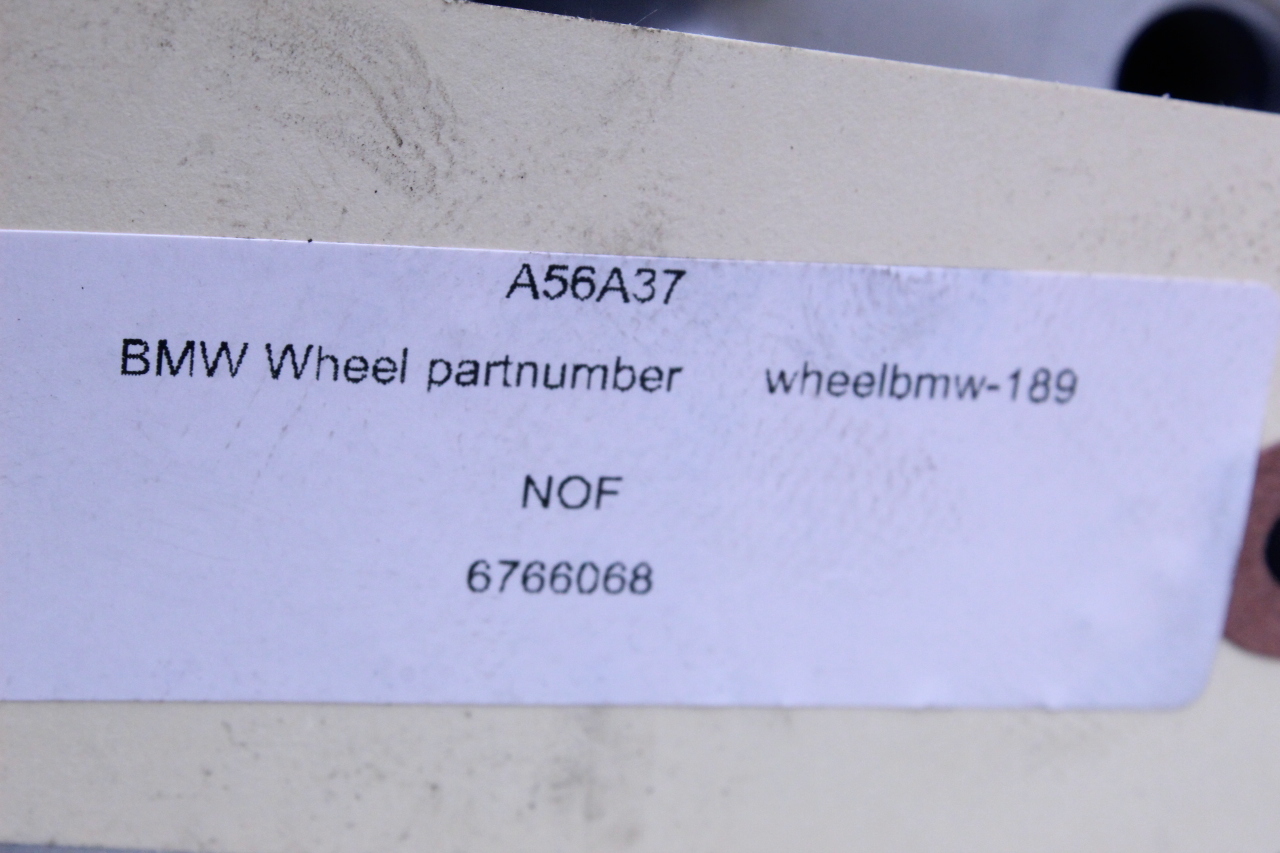 A56A37
BMW Wheel partnumber wheelbmw-189
NOF
6766068